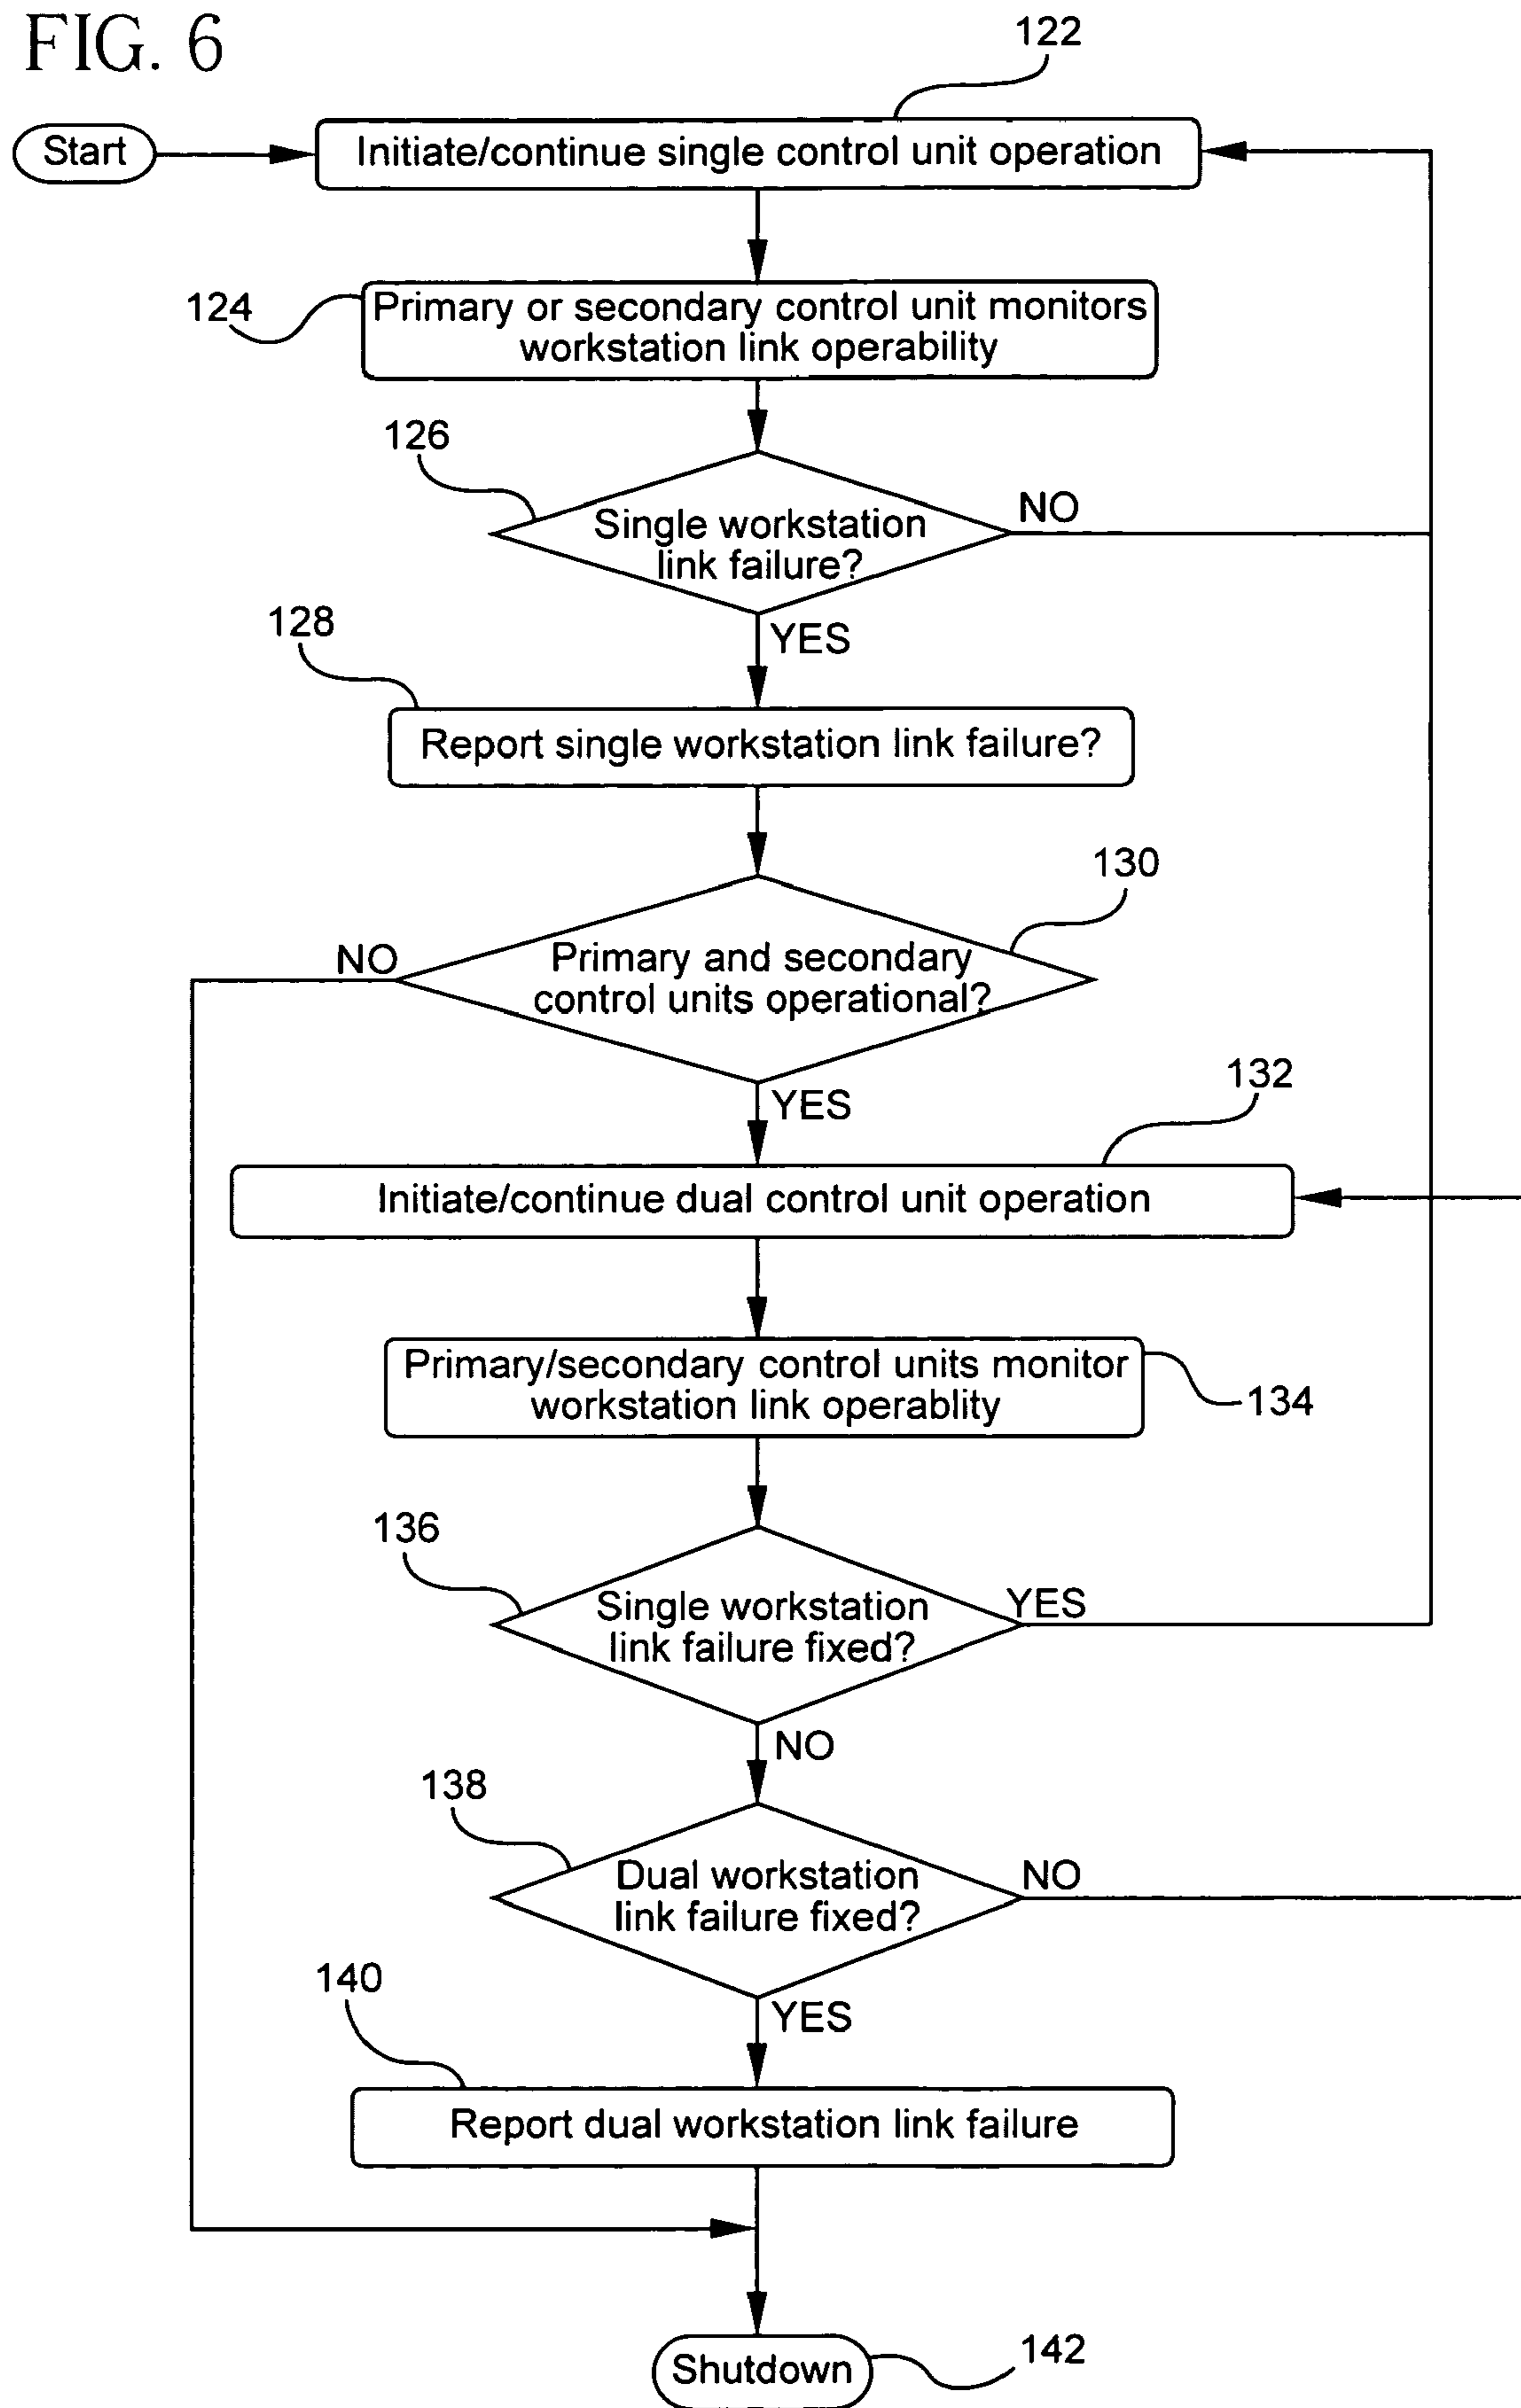 FIG. 6
122
Start
Initiate/continue single control unit operation
124
Primary or secondary control unit monitors
workstation link operability
126
Single workstation
link failure?
NO
YES
128
Report single workstation link failure?
130
NO
Primary and secondary
control units operational?
YES
132
Initiate/continue dual control unit operation
Primary/secondary control units monitor
workstation link operablity
134
136
Single workstation
link failure fixed?
YES
NO
138
Dual workstation
link failure fixed?
NO
YES
140
Report dual workstation link failure
Shutdown
142